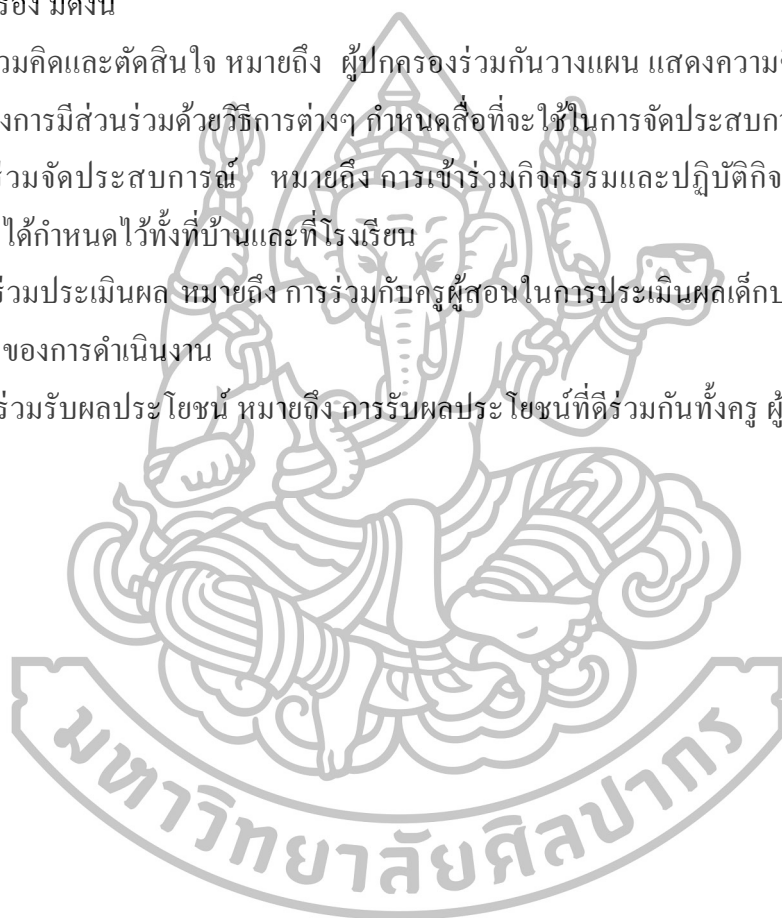 รอง มีดังนี้
วมคิดและตัดสินใจ หมายถึง ผู้ปกครองร่วมกันวางแผน แสดงความ
งการมีส่วนร่วมด้วยวิธีการต่างๆ กำหนดสื่อที่จะใช้ในการจัดประสบก
ร่วมจัดประสบการณ์ หมายถึง การเข้าร่วมกิจกรรมและปฏิบัติกิจ
ได้กำหนดไว้ทั้งที่บ้านและที่โรงเรียน
ร่วมประเมินผล หมายถึง การร่วมกับครูผู้สอนในการประเมินผลเด็กป
ของการดำเนินงาน
ร่วมรับผลประโยชน์ หมายถึง การรับผลประโยชน์ที่ดีร่วมกันทั้งครู ผู้
มหาวิทยาลัยศิลปากร